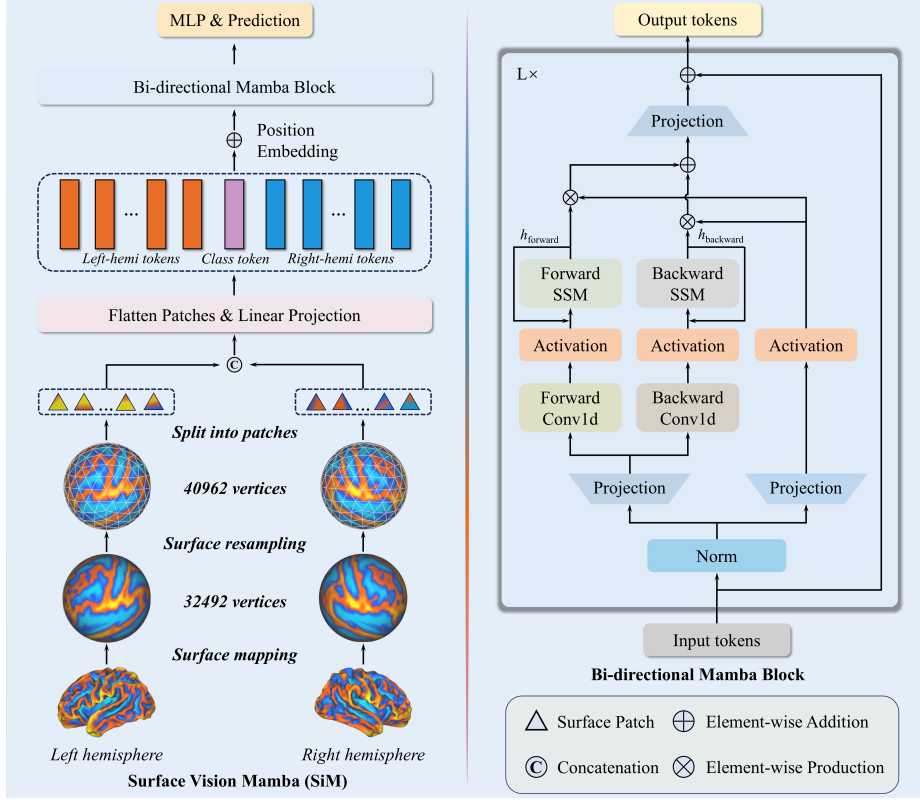 MLP & Prediction
Bi-directional Mamba Block
Position
Embedding
...
...
Left-hemi tokens
Class token
Right-hemi tokens
Flatten Patches & Linear Projection
C
...
...
Split into patches
40962 vertices
Surface resampling
32492 vertices
Surface mapping
Left hemisphere
Right hemisphere
Surface Vision Mamba (SiM)
Output tokens
L×
Projection
h_forward
h_backward
Forward
SSM
Backward
SSM
Activation
Activation
Activation
Forward
Conv1d
Backward
Conv1d
Projection
Projection
Norm
Input tokens
Bi-directional Mamba Block
Surface Patch
Element-wise Addition
C
Concatenation
Element-wise Production